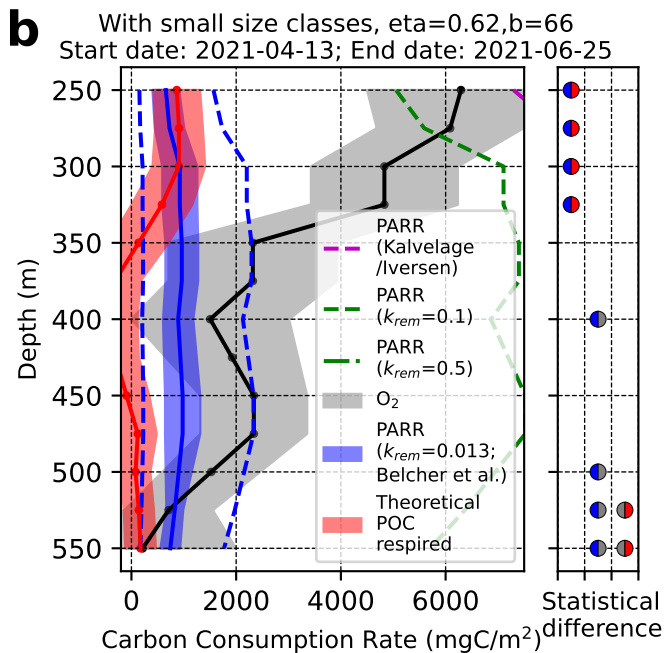 b
With small size classes, eta=0.62,b=66
Start date: 2021-04-13; End date: 2021-06-25
250
300
350
400
450
500
550
Depth (m)
PARR
(Kalvelage
/Iversen)
PARR
(k_rem=0.1)
PARR
(k_rem=0.5)
O₂
PARR
(k_rem=0.013;
Belcher et al.)
Theoretical
POC
respired
0
2000
4000
6000
Carbon Consumption Rate (mgC/m²)
Statistical
difference